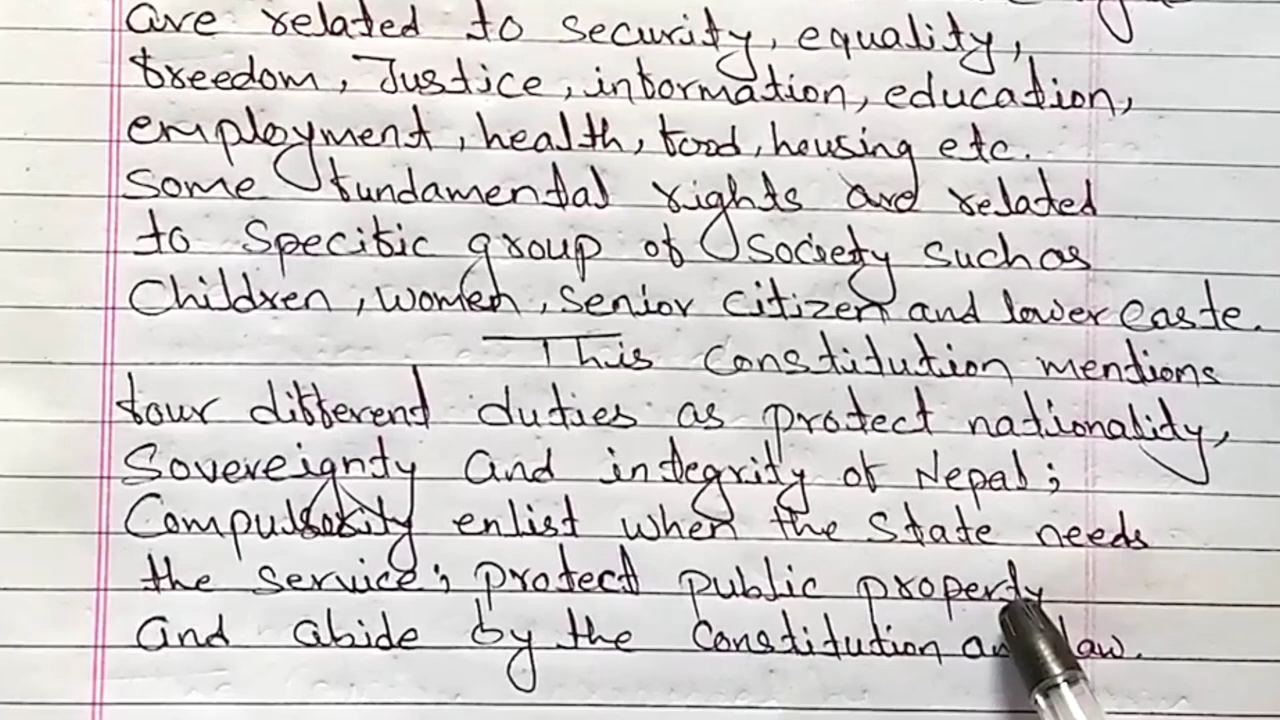 are related to security, equality,
freedom, Justice, information, education,
employment, health, food, housing etc.
Some fundamental rights are related
to specific group of society such as
Children, women, senior citizen and lower caste.
This constitution mentions
four different duties as protect nationality,
Sovereignty and integrity of Nepal;
Compulsority enlist when the state needs
the service; protect public property
and abide by the constitution and law.